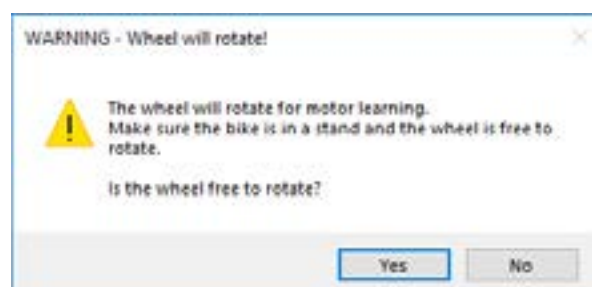 WARNING - Wheel will rotate!
The wheel will rotate for motor learning.
Make sure the bike is in a stand and the wheel is free to
rotate.
Is the wheel free to rotate?
Yes No